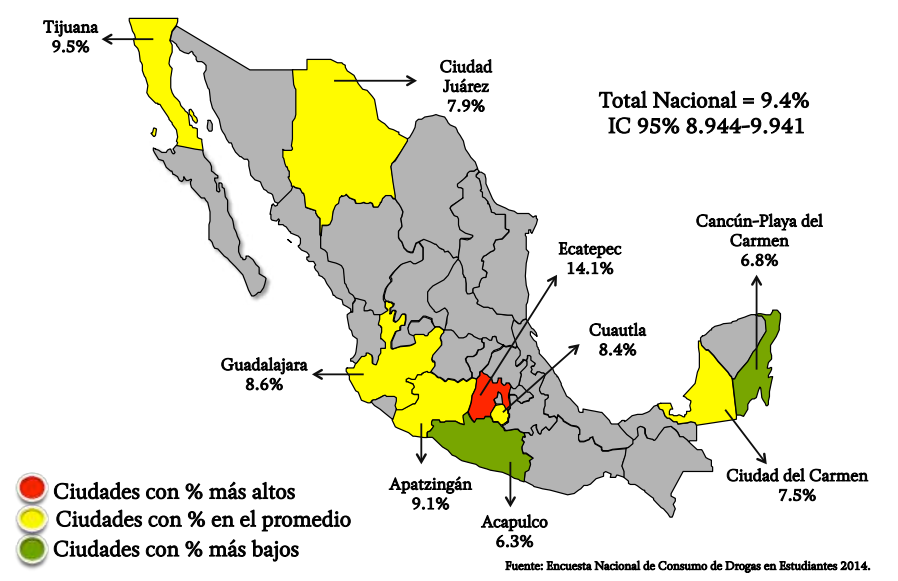 Tijuana
9.5%
Ciudad
Juárez
7.9%
Total Nacional = 9.4%
IC 95% 8.944-9.941
Cancún-Playa del
Carmen
6.8%
Ecatepec
14.1%
Cuautla
8.4%
Guadalajara
8.6%
Apatzingán
9.1%
Acapulco
6.3%
Ciudad del Carmen
7.5%
Ciudades con % más altos
Ciudades con % en el promedio
Ciudades con % más bajos
Fuente: Encuesta Nacional de Consumo de Drogas en Estudiantes 2014.